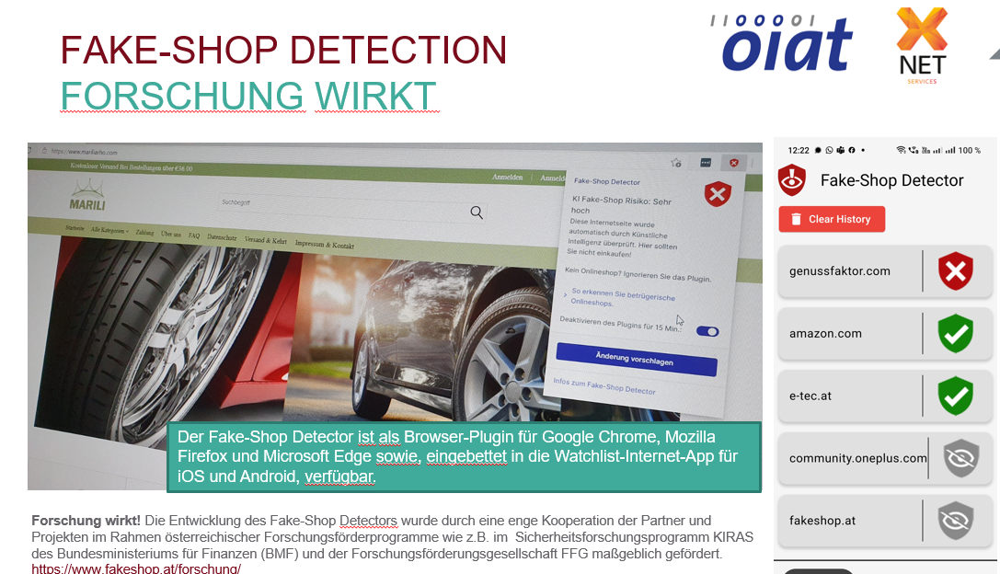 FAKE-SHOP DETECTION
FORSCHUNG WIRKT
oiat
X
NET
SERVICES
https://www.mariliariho.com
Kostenloser Versand Bei Bestellungen über €36.00
Anmelden
MARILI
Suchbegriff
Startseite Alle Kategorien Zahlung Über uns FAQ Datenschutz Versand & Kehrt Impressum & Kontakt
Fake-Shop Detector
KI Fake-Shop Risiko: Sehr
hoch
Diese Internetseite wurde
automatisch durch Künstliche
Intelligenz überprüft. Hier sollten
Sie nicht einkaufen!
Kein Onlineshop? Ignorieren Sie das Plugin.
So erkennen Sie betrügerische
Onlineshops.
Deaktivieren des Plugins für 15 Min.:
Änderung vorschlagen
Infos zum Fake-Shop Detector
Der Fake-Shop Detector ist als Browser-Plugin für Google Chrome, Mozilla
Firefox und Microsoft Edge sowie, eingebettet in die Watchlist-Internet-App für
iOS und Android, verfügbar.
12:22
100 %
Fake-Shop Detector
Clear History
genussfaktor.com
amazon.com
e-tec.at
community.oneplus.com
fakeshop.at
Forschung wirkt! Die Entwicklung des Fake-Shop Detectors wurde durch eine enge Kooperation der Partner und
Projekten im Rahmen österreichischer Forschungsförderprogramme wie z.B. im Sicherheitsforschungsprogramm KIRAS
des Bundesministeriums für Finanzen (BMF) und der Forschungsförderungsgesellschaft FFG maßgeblich gefördert.
https://www.fakeshop.at/forschung/